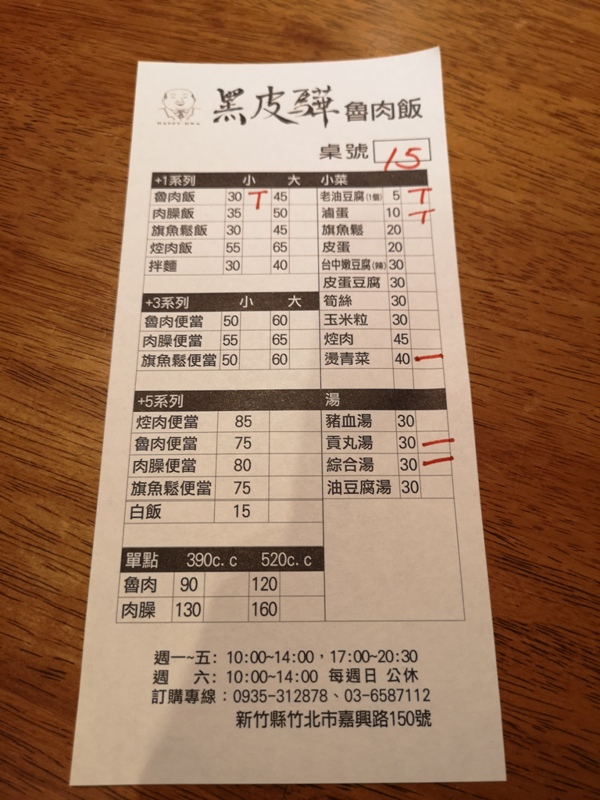 黑皮驊 魯肉飯
桌號 15
+1系列 小 大
魯肉飯 30 T 45
肉臊飯 35 50
旗魚鬆飯 30 45
焢肉飯 55 65
拌麵 30 40
+3系列 小 大
魯肉便當 50 60
肉臊便當 55 65
旗魚鬆便當 50 60
+5系列
焢肉便當 85
魯肉便當 75
肉臊便當 80
旗魚鬆便當 75
白飯 15
單點 390c.c 520c.c
魯肉 90 120
肉臊 130 160
小菜
老油豆腐(1個) 5 T
滷蛋 10 T
旗魚鬆 20
皮蛋 20
台中嫩豆腐(辣) 30
皮蛋豆腐 30
筍絲 30
玉米粒 30
焢肉 45
燙青菜 40 一
湯
豬血湯 30
貢丸湯 30 一
綜合湯 30 一
油豆腐湯 30
週一~五: 10:00~14:00，17:00~20:30
週 六: 10:00~14:00 每週日 公休
訂購專線：0935-312878、03-6587112
新竹縣竹北市嘉興路150號